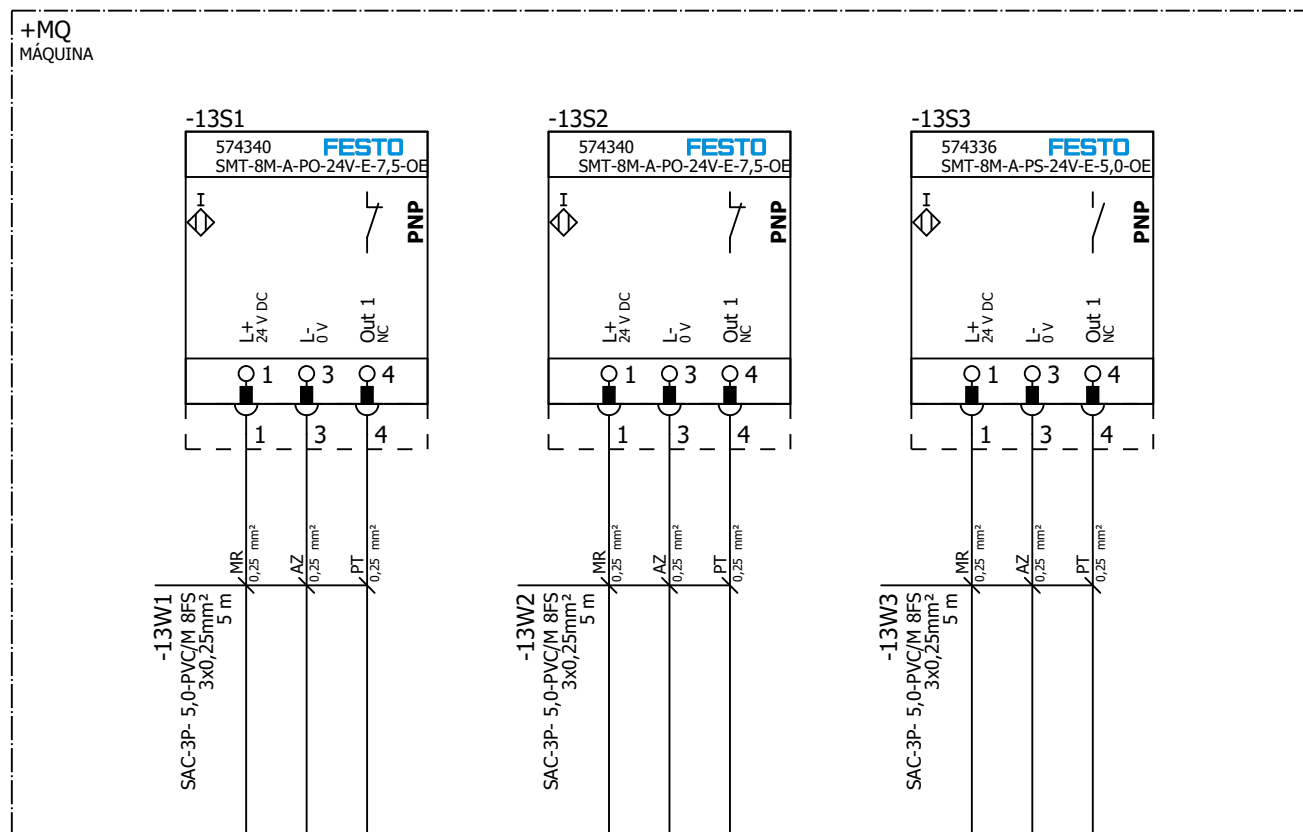 +MQ
MÁQUINA
-13S1
574340 FESTO
SMT-8M-A-PO-24V-E-7,5-OE
I
PNP
L+
24 V DC
L-
0 V
Out 1
NC
1 3 4
1 3 4
MR
0,25 mm²
AZ
0,25 mm²
PT
0,25 mm²
-13W1
SAC-3P- 5,0-PVC/M 8FS
3x0,25mm²
5 m
-13S2
574340 FESTO
SMT-8M-A-PO-24V-E-7,5-OE
I
PNP
L+
24 V DC
L-
0 V
Out 1
NC
1 3 4
1 3 4
MR
0,25 mm²
AZ
0,25 mm²
PT
0,25 mm²
-13W2
SAC-3P- 5,0-PVC/M 8FS
3x0,25mm²
5 m
-13S3
574336 FESTO
SMT-8M-A-PS-24V-E-5,0-OE
I
PNP
L+
24 V DC
L-
0 V
Out 1
NC
1 3 4
1 3 4
MR
0,25 mm²
AZ
0,25 mm²
PT
0,25 mm²
-13W3
SAC-3P- 5,0-PVC/M 8FS
3x0,25mm²
5 m